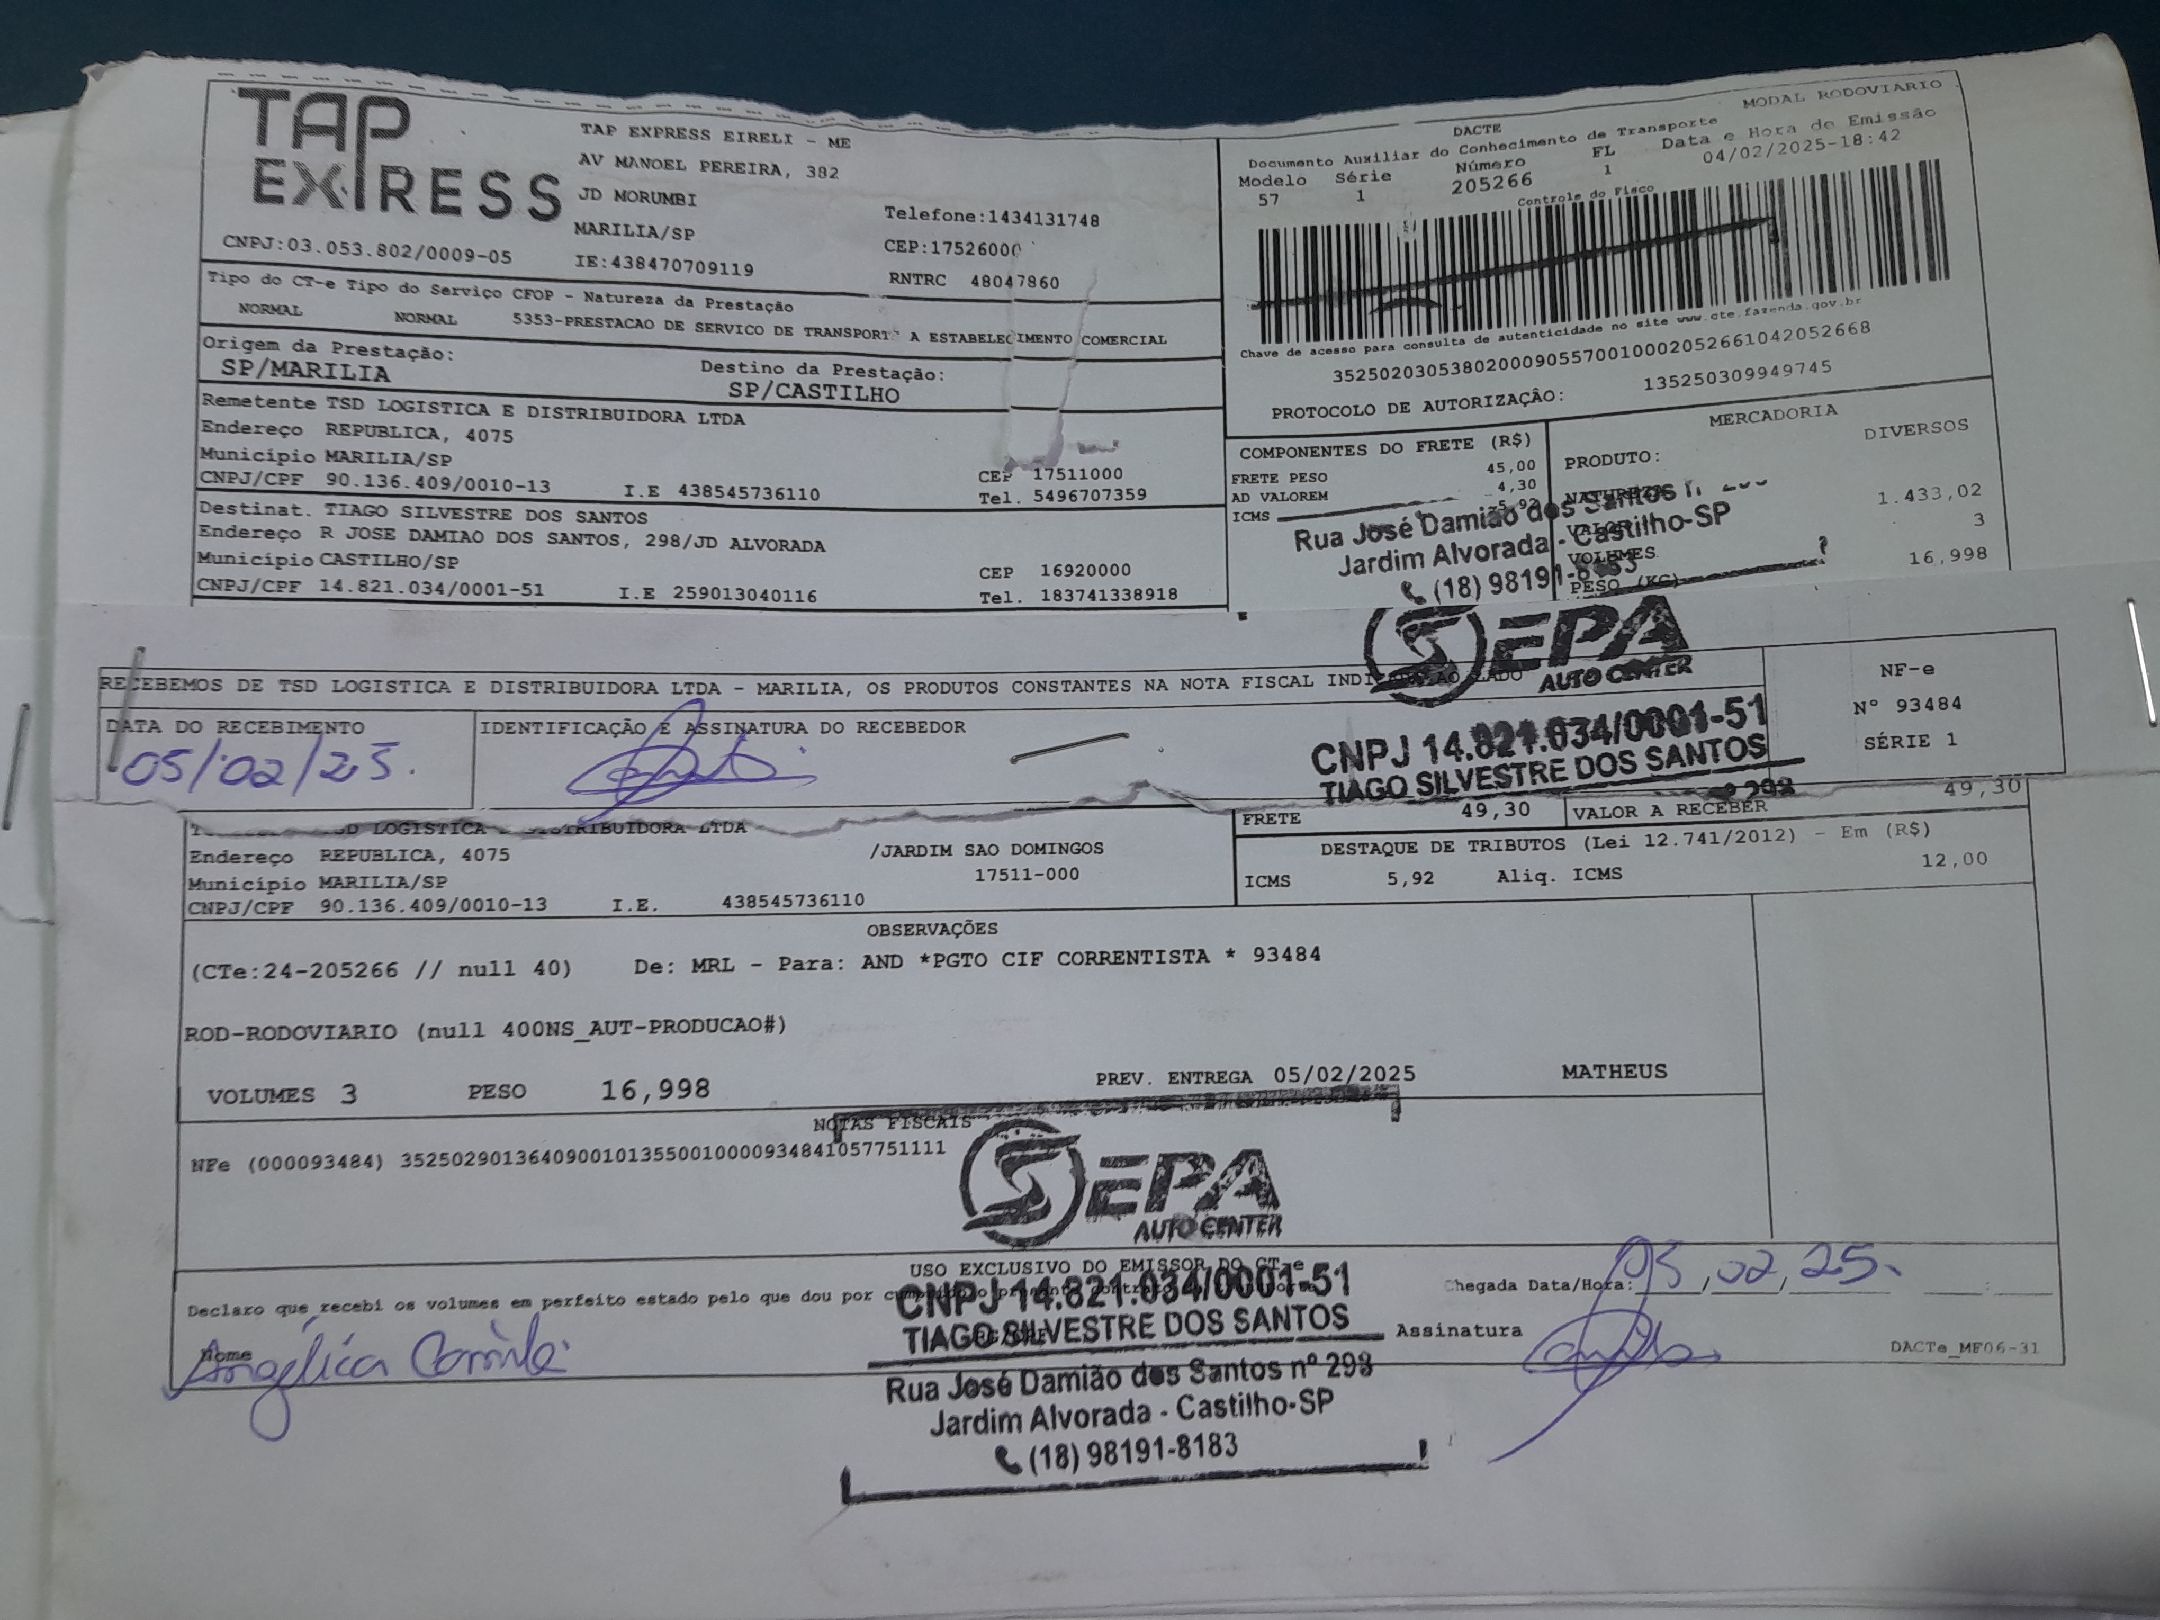 TAP EXPRESS
TAP EXPRESS EIRELI - ME
AV MANOEL PEREIRA, 382
JD MORUMBI
MARILIA/SP
Telefone:1434131748
CEP:17526000
CNPJ:03.053.802/0009-05
IE:438470709119
RNTRC 48047860
MODAL RODOVIARIO
DACTE
Documento Auxiliar do Conhecimento de Transporte
Modelo Série Número FL Data e Hora de Emissão
57 1 205266 1 04/02/2025-18:42
Controle do Fisco
Chave de acesso para consulta de autenticidade no site www.cte.fazenda.gov.br
35250203053802000905570010002052661042052668
PROTOCOLO DE AUTORIZAÇÃO: 135250309949745
Tipo do CT-e Tipo do Serviço CFOP - Natureza da Prestação
NORMAL NORMAL 5353-PRESTACAO DE SERVICO DE TRANSPORT A ESTABELECIMENTO COMERCIAL
Origem da Prestação:
SP/MARILIA
Destino da Prestação:
SP/CASTILHO
Remetente TSD LOGISTICA E DISTRIBUIDORA LTDA
Endereço REPUBLICA, 4075
Município MARILIA/SP CEP 17511000
CNPJ/CPF 90.136.409/0010-13 I.E 438545736110 Tel. 5496707359
Destinat. TIAGO SILVESTRE DOS SANTOS
Endereço R JOSE DAMIAO DOS SANTOS, 298/JD ALVORADA
Município CASTILHO/SP CEP 16920000
CNPJ/CPF 14.821.034/0001-51 I.E 259013040116 Tel. 183741338918
COMPONENTES DO FRETE (R$)
FRETE PESO 45,00
AD VALOREM 4,30
ICMS 5,92
MERCADORIA
PRODUTO: DIVERSOS
NATUREZA
VALOR 1.433,02
VOLUMES 3
PESO (KG) 16,998
Rua José Damião dos Santos n
Jardim Alvorada - Castilho-SP
(18) 98191-
SEPA
AUTO CENTER
CNPJ 14.821.034/0001-51
TIAGO SILVESTRE DOS SANTOS
nº 298
RECEBEMOS DE TSD LOGISTICA E DISTRIBUIDORA LTDA - MARILIA, OS PRODUTOS CONSTANTES NA NOTA FISCAL INDICADA AO LADO
DATA DO RECEBIMENTO
05/02/25.
IDENTIFICAÇÃO E ASSINATURA DO RECEBEDOR
NF-e
Nº 93484
SÉRIE 1
TSD LOGISTICA E DISTRIBUIDORA LTDA
Endereço REPUBLICA, 4075 /JARDIM SAO DOMINGOS
Município MARILIA/SP 17511-000
CNPJ/CPF 90.136.409/0010-13 I.E. 438545736110
FRETE 49,30 VALOR A RECEBER 49,30
DESTAQUE DE TRIBUTOS (Lei 12.741/2012) - Em (R$)
ICMS 5,92 Aliq. ICMS 12,00
OBSERVAÇÕES
(CTe:24-205266 // null 40) De: MRL - Para: AND *PGTO CIF CORRENTISTA * 93484
ROD-RODOVIARIO (null 400NS_AUT-PRODUCAO#)
VOLUMES 3 PESO 16,998 PREV. ENTREGA 05/02/2025 MATHEUS
NOTAS FISCAIS
NFe (000093484) 35250290136409001013550010000934841057751111
SEPA
AUTO CENTER
USO EXCLUSIVO DO EMISSOR DO CT-e
CNPJ 14.821.034/0001-51
TIAGO SILVESTRE DOS SANTOS
Rua José Damião dos Santos nº 298
Jardim Alvorada - Castilho-SP
(18) 98191-8183
Declaro que recebi os volumes em perfeito estado pelo que dou por cumprido o presente contrato
Chegada Data/Hora: 05/02/25.
Nome Angélica
Assinatura
DACTe_MF06-31